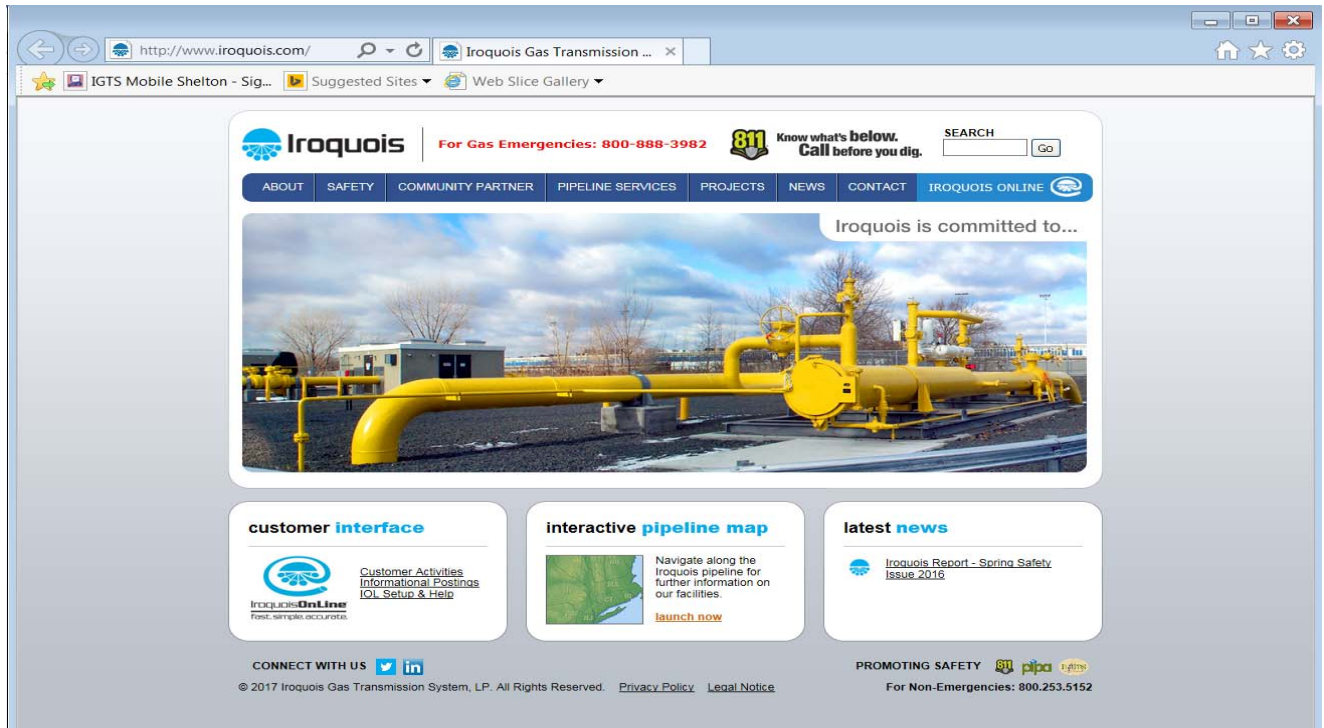 http://www.iroquois.com/
Iroquois Gas Transmission ...
IGTS Mobile Shelton - Sig...
Suggested Sites
Web Slice Gallery
Iroquois
For Gas Emergencies: 800-888-3982
811
Know what's below.
Call before you dig.
SEARCH
Go
ABOUT SAFETY COMMUNITY PARTNER PIPELINE SERVICES PROJECTS NEWS CONTACT IROQUOIS ONLINE
Iroquois is committed to...
customer interface
Customer Activities
Informational Postings
IOL Setup & Help
IroquoisOnLine
fast.simple.accurate.
interactive pipeline map
Navigate along the
Iroquois pipeline for
further information on
our facilities.
launch now
latest news
Iroquois Report - Spring Safety
Issue 2016
CONNECT WITH US
in
PROMOTING SAFETY
811
pipa
© 2017 Iroquois Gas Transmission System, LP. All Rights Reserved. Privacy Policy Legal Notice
For Non-Emergencies: 800.253.5152